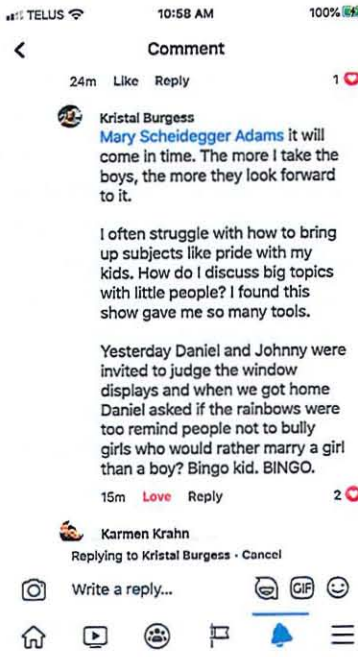 TELUS 10:58 AM 100%
Comment
24m Like Reply 1
Kristal Burgess
Mary Scheidegger Adams it will
come in time. The more I take the
boys, the more they look forward
to it.
I often struggle with how to bring
up subjects like pride with my
kids. How do I discuss big topics
with little people? I found this
show gave me so many tools.
Yesterday Daniel and Johnny were
invited to judge the window
displays and when we got home
Daniel asked if the rainbows were
too remind people not to bully
girls who would rather marry a girl
than a boy? Bingo kid. BINGO.
15m Love Reply 2
Karmen Krahn
Replying to Kristal Burgess · Cancel
Write a reply... GIF